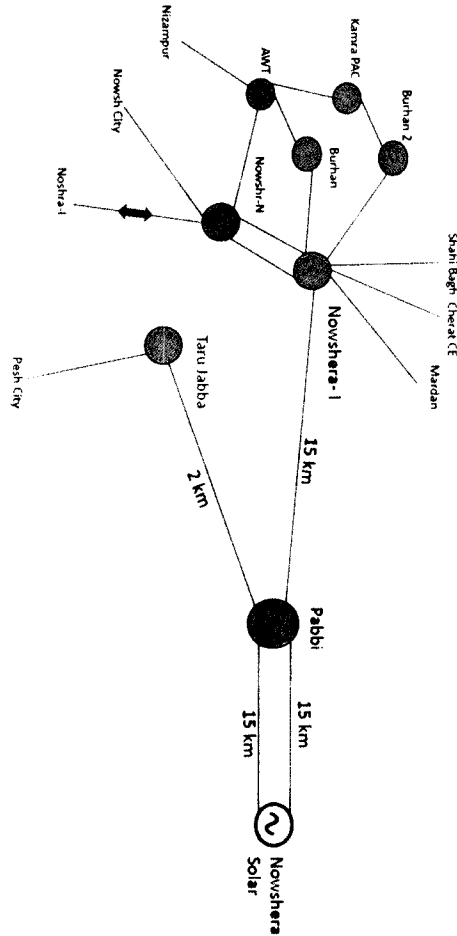 Nizampur
AWT
Kamra PAC
Burhan 2
Nowsh City
Burhan
Noshra-I
Nowshr-N
Shahi Bagh
Cherat CE
Mardan
Nowshera- I
Taru Jabba
Pesh City
15 km
2 km
Pabbi
15 km
15 km
Nowshera
Solar